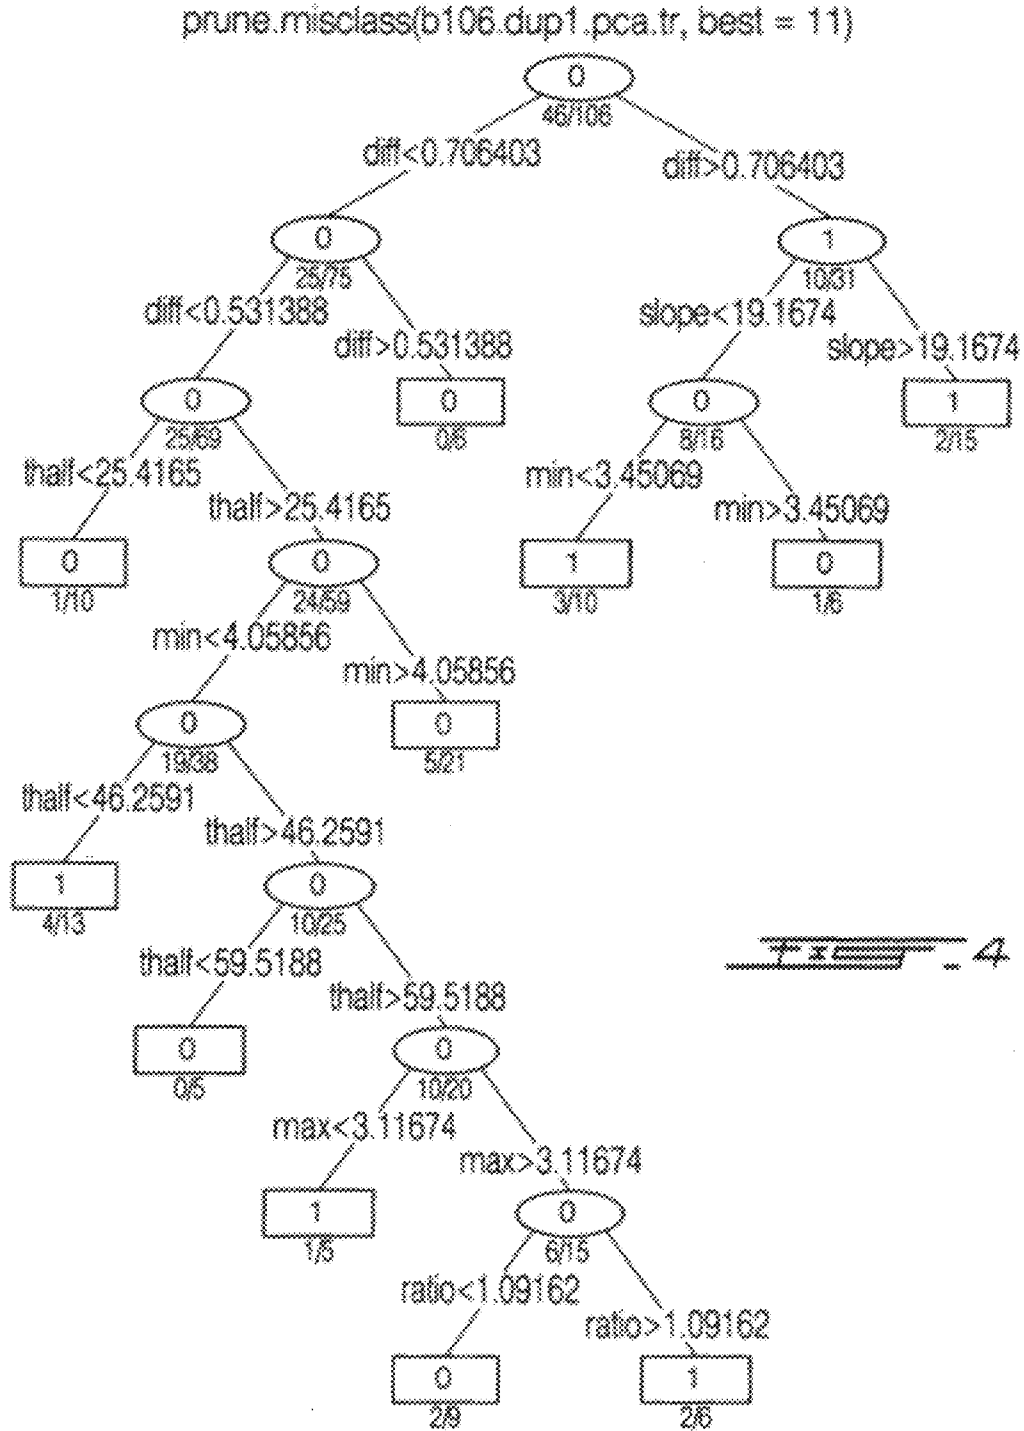 prune.misclass(b106.dup1.pca.tr, best = 11)
0
46/106
diff<0.706403
diff>0.706403
0
25/75
1
10/31
diff<0.531388
diff>0.531388
slope<19.1674
slope>19.1674
0
25/69
0
0/6
0
8/16
1
2/15
thalf<25.4165
thalf>25.4165
min<3.45069
min>3.45069
0
1/10
0
24/59
1
3/10
0
1/6
min<4.05856
min>4.05856
0
19/38
0
5/21
thalf<46.2591
thalf>46.2591
1
4/13
0
10/25
thalf<59.5188
thalf>59.5188
0
0/5
0
10/20
max<3.11674
max>3.11674
1
1/5
0
6/15
ratio<1.09162
ratio>1.09162
0
2/9
1
2/6
Fig_4